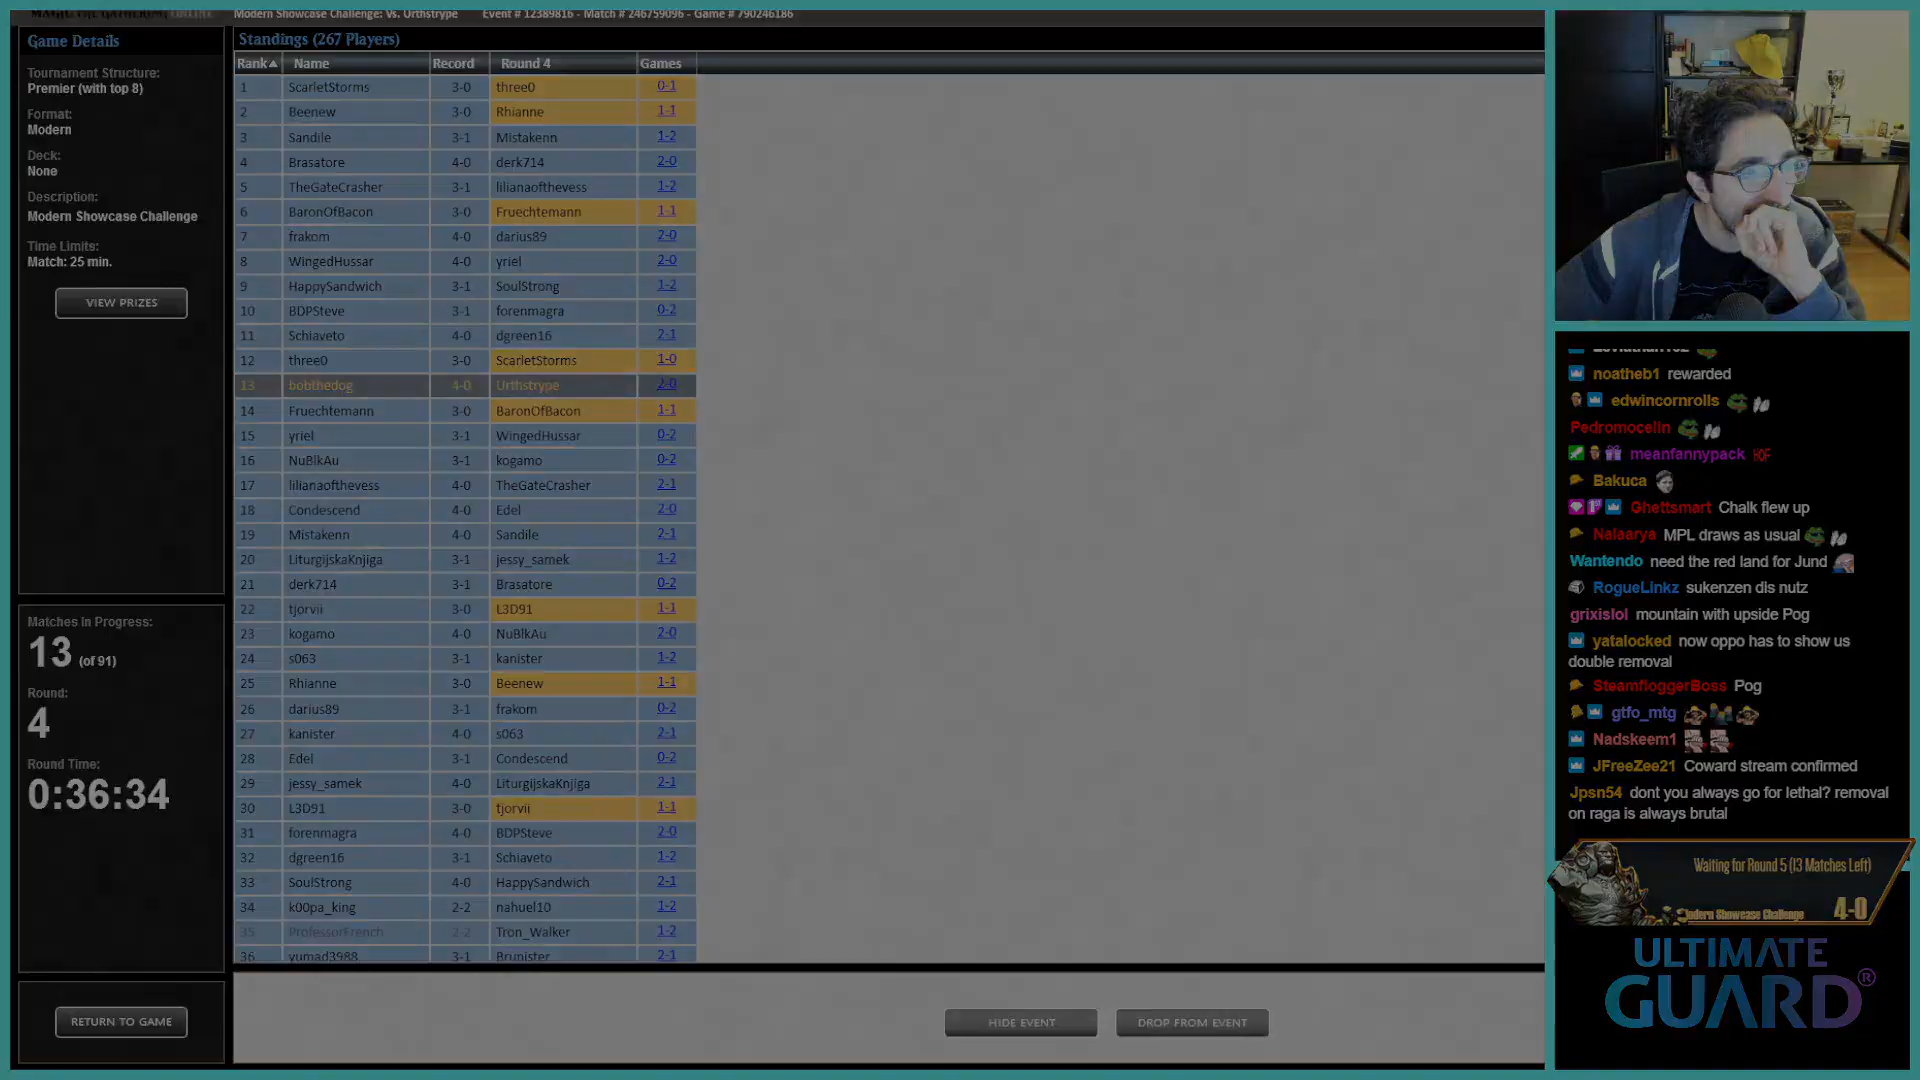 MAGIC THE GATHERING ONLINE
Modern Showcase Challenge: Vs. Urthstrype Event # 12389816 - Match # 246759096 - Game # 790246186
Game Details
Tournament Structure:
Premier (with top 8)
Format:
Modern
Deck:
None
Description:
Modern Showcase Challenge
Time Limits:
Match: 25 min.
VIEW PRIZES
Matches in Progress:
13 (of 91)
Round:
4
Round Time:
0:36:34
RETURN TO GAME
Standings (267 Players)
Rank Name Record Round 4 Games
1 ScarletStorms 3-0 three0 0-1
2 Beenew 3-0 Rhianne 1-1
3 Sandile 3-1 Mistakenn 1-2
4 Brasatore 4-0 derk714 2-0
5 TheGateCrasher 3-1 lilianaofthevess 1-2
6 BaronOfBacon 3-0 Fruechtemann 1-1
7 frakom 4-0 darius89 2-0
8 WingedHussar 4-0 yriel 2-0
9 HappySandwich 3-1 SoulStrong 1-2
10 BDPSteve 3-1 forenmagra 0-2
11 Schiaveto 4-0 dgreen16 2-1
12 three0 3-0 ScarletStorms 1-0
13 bobthedog 4-0 Urthstrype 2-0
14 Fruechtemann 3-0 BaronOfBacon 1-1
15 yriel 3-1 WingedHussar 0-2
16 NuBlkAu 3-1 kogamo 0-2
17 lilianaofthevess 4-0 TheGateCrasher 2-1
18 Condescend 4-0 Edel 2-0
19 Mistakenn 4-0 Sandile 2-1
20 LiturgijskaKnjiga 3-1 jessy_samek 1-2
21 derk714 3-1 Brasatore 0-2
22 tjorvii 3-0 L3D91 1-1
23 kogamo 4-0 NuBlkAu 2-0
24 s063 3-1 kanister 1-2
25 Rhianne 3-0 Beenew 1-1
26 darius89 3-1 frakom 0-2
27 kanister 4-0 s063 2-1
28 Edel 3-1 Condescend 0-2
29 jessy_samek 4-0 LiturgijskaKnjiga 2-1
30 L3D91 3-0 tjorvii 1-1
31 forenmagra 4-0 BDPSteve 2-0
32 dgreen16 3-1 Schiaveto 1-2
33 SoulStrong 4-0 HappySandwich 2-1
34 k00pa_king 2-2 nahuel10 1-2
35 ProfessorFrench 2-2 Tron_Walker 1-2
36 yumad3988 3-1 Brunister 2-1
HIDE EVENT
DROP FROM EVENT
noatheb1 rewarded
edwincornrolls
Pedromocelin
meanfannypack HOF
Bakuca
Ghettsmart Chalk flew up
Nalaarya MPL draws as usual
Wantendo need the red land for Jund
RogueLinkz sukenzen dis nutz
grixislol mountain with upside Pog
yatalocked now oppo has to show us
double removal
SteamfloggerBoss Pog
gtfo_mtg
Nadskeem1
JFreeZee21 Coward stream confirmed
Jpsn54 dont you always go for lethal? removal
on raga is always brutal
Waiting for Round 5 (13 Matches Left)
Modern Showcase Challenge 4-0
ULTIMATE
GUARD®